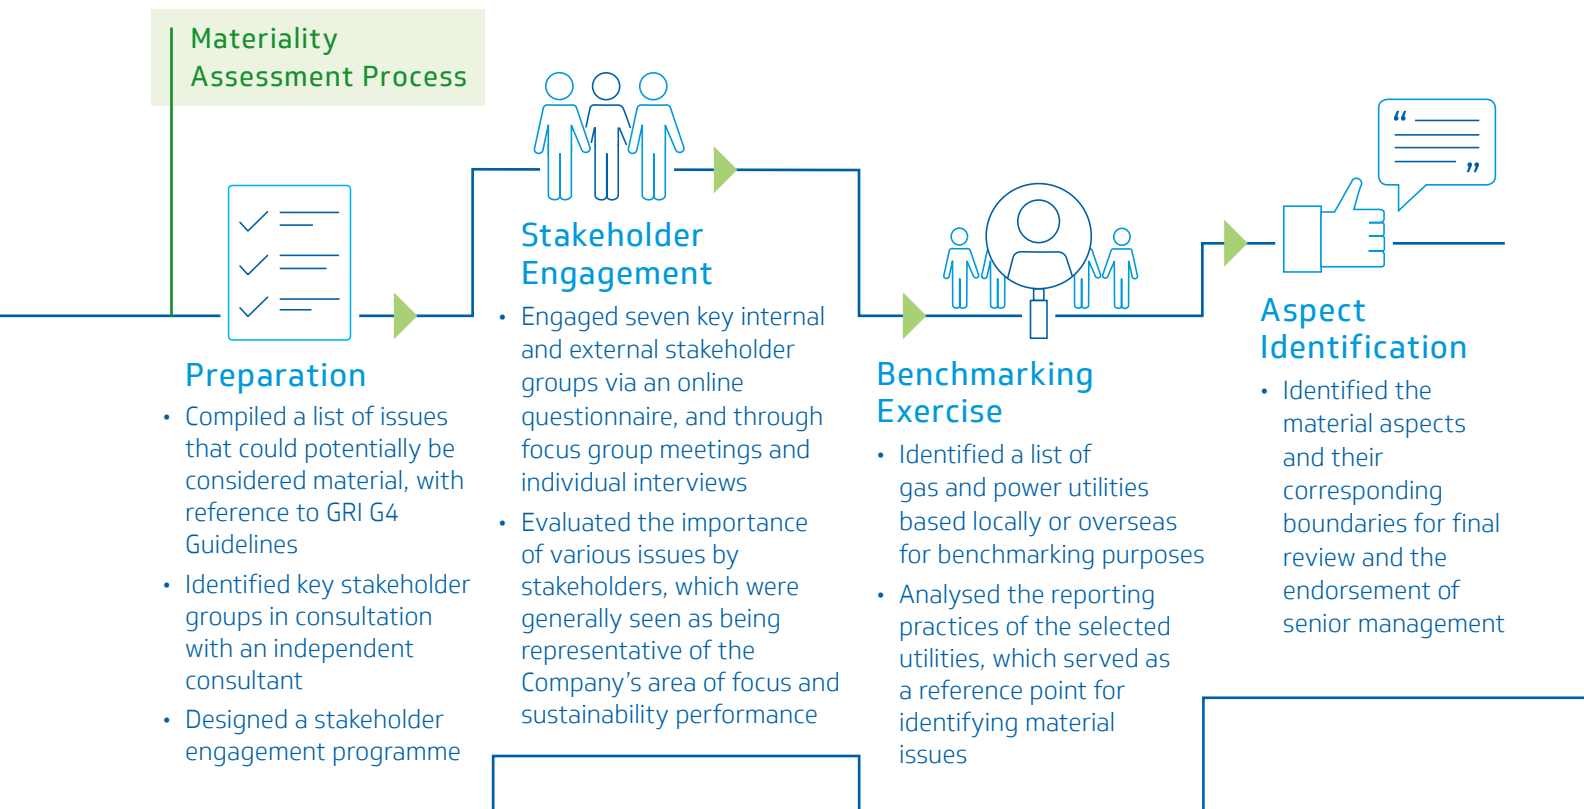 Materiality
Assessment Process
Preparation
• Compiled a list of issues
that could potentially be
considered material, with
reference to GRI G4
Guidelines
• Identified key stakeholder
groups in consultation
with an independent
consultant
• Designed a stakeholder
engagement programme
Stakeholder
Engagement
• Engaged seven key internal
and external stakeholder
groups via an online
questionnaire, and through
focus group meetings and
individual interviews
• Evaluated the importance
of various issues by
stakeholders, which were
generally seen as being
representative of the
Company’s area of focus and
sustainability performance
Benchmarking
Exercise
• Identified a list of
gas and power utilities
based locally or overseas
for benchmarking purposes
• Analysed the reporting
practices of the selected
utilities, which served as
a reference point for
identifying material
issues
Aspect
Identification
• Identified the
material aspects
and their
corresponding
boundaries for final
review and the
endorsement of
senior management